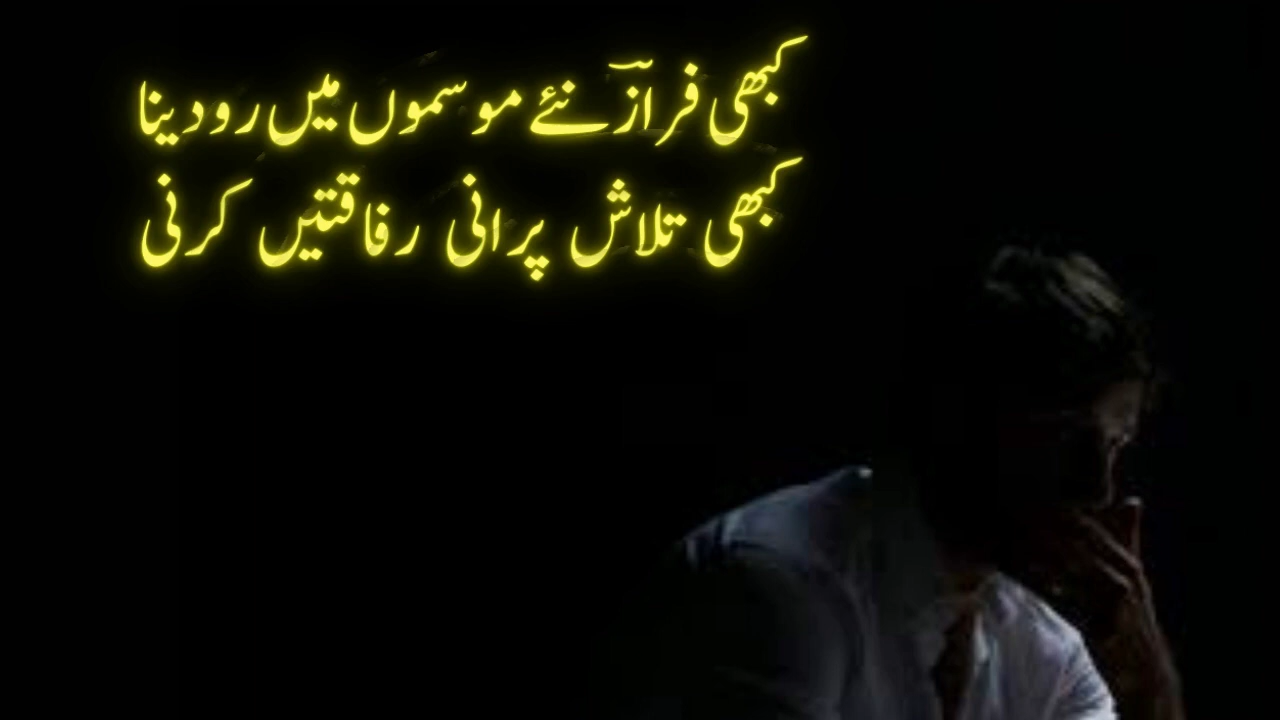 کبھی فرازؔ نئے موسموں میں رو دینا
کبھی تلاش پرانی رفاقتیں کرنی